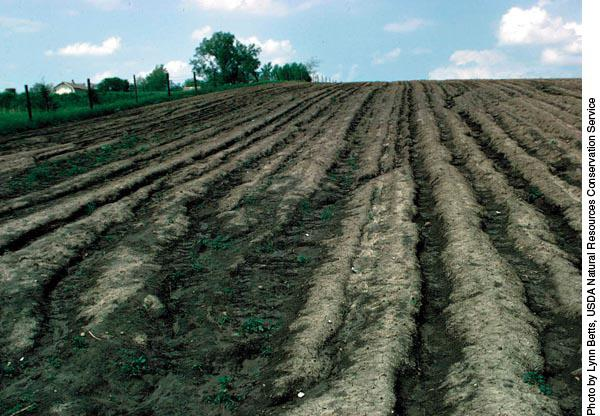 Photo by Lynn Betts, USDA Natural Resources Conservation Service